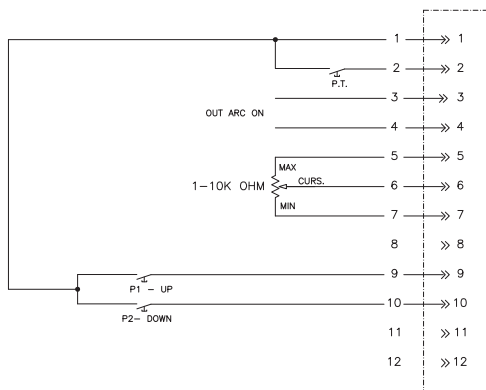 1 1
2 2
P.T.
3 3
OUT ARC ON
4 4
5 5
MAX
1-10K OHM CURS. 6 6
MIN
7 7
8 8
9 9
P1 - UP
10 10
P2- DOWN
11 11
12 12